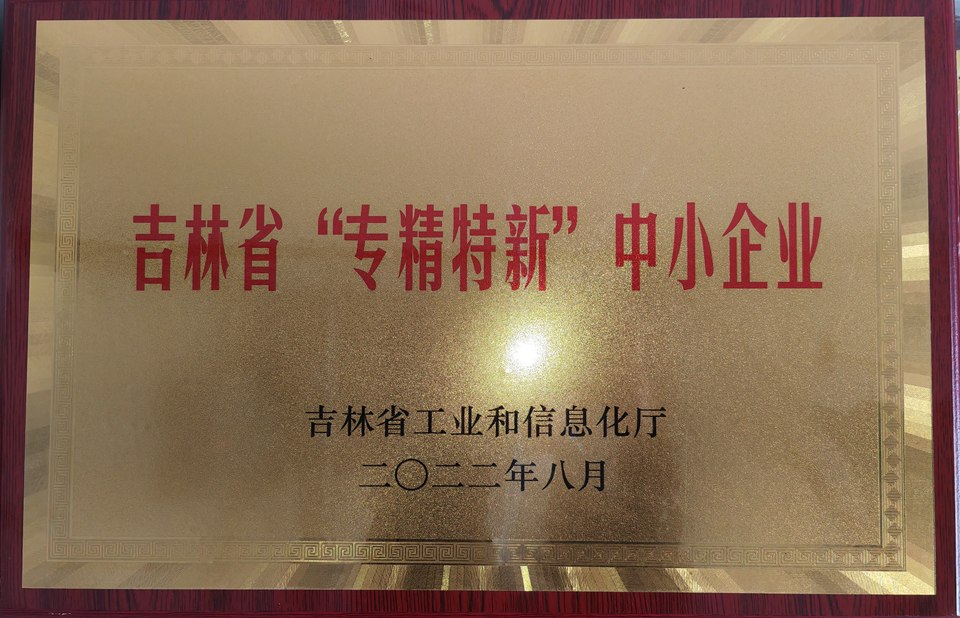 吉林省“专精特新”中小企业
吉林省工业和信息化厅
二〇二二年八月